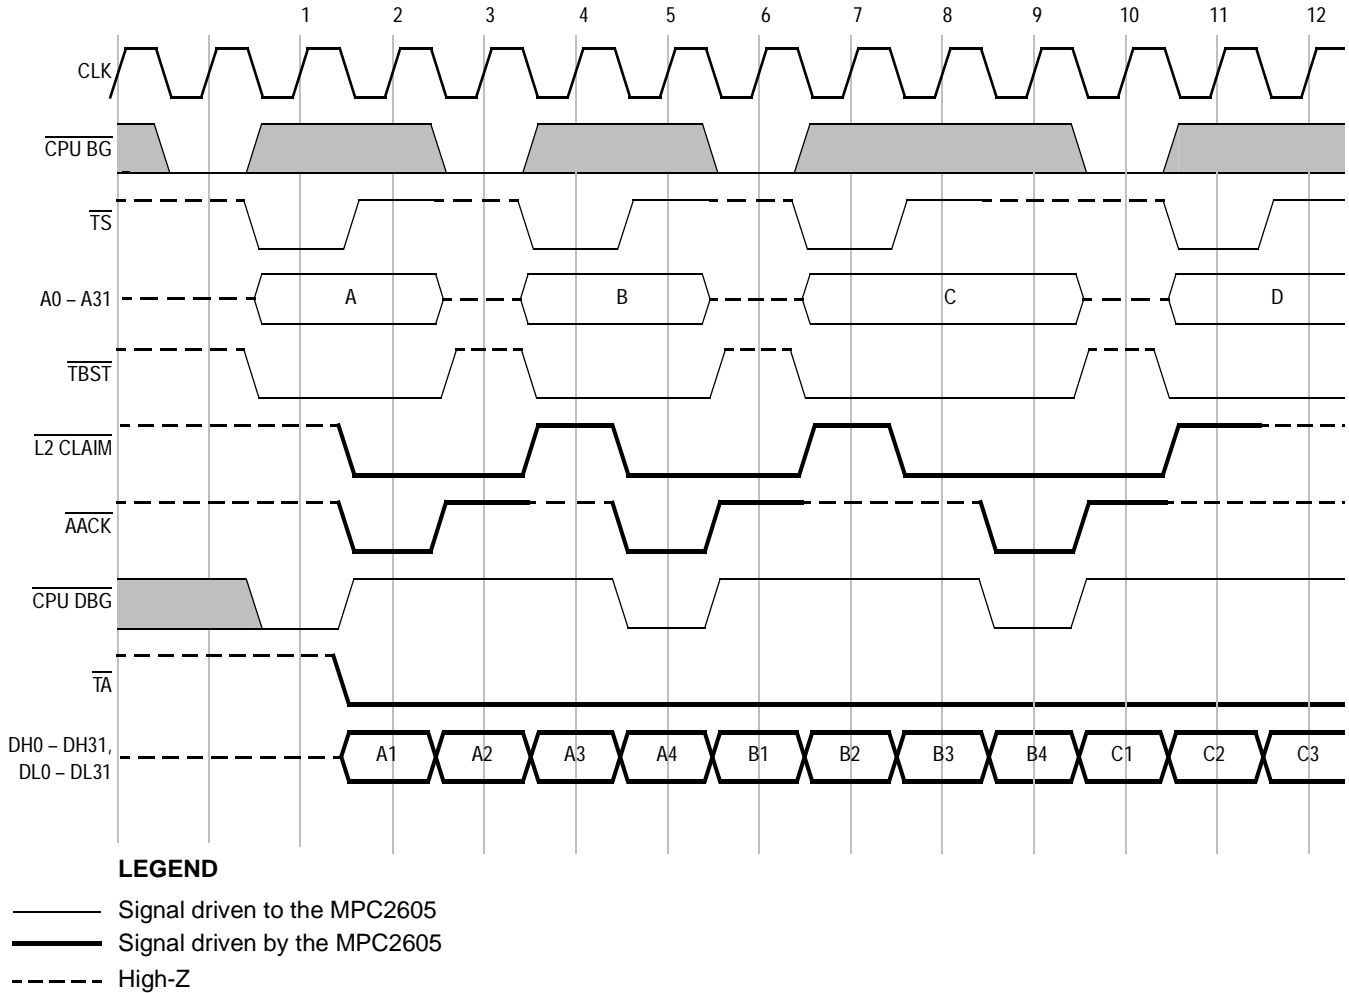 1 2 3 4 5 6 7 8 9 10 11 12
CLK
CPU BG
TS
A0 – A31 A B C D
TBST
L2 CLAIM
AACK
CPU DBG
TA
DH0 – DH31,
DL0 – DL31
A1 A2 A3 A4 B1 B2 B3 B4 C1 C2 C3
LEGEND
Signal driven to the MPC2605
Signal driven by the MPC2605
High-Z